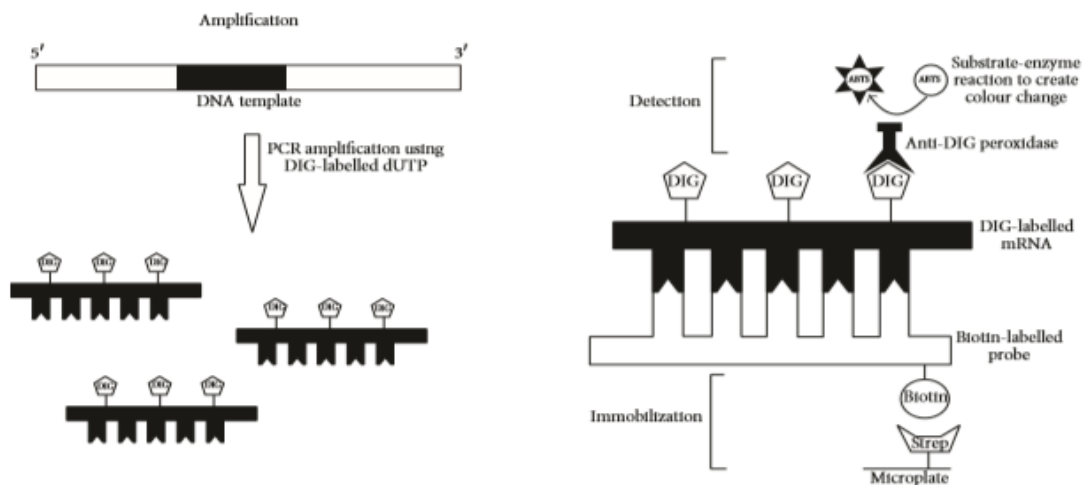 Amplification
5′ 3′
DNA template
PCR amplification using
DIG-labelled dUTP
DIG DIG DIG
DIG DIG DIG
DIG DIG DIG
Detection
ABTS ABTS
Substrate-enzyme
reaction to create
colour change
Anti-DIG peroxidase
DIG DIG DIG
DIG-labelled
mRNA
Biotin-labelled
probe
Immobilization
Biotin
Strep
Microplate